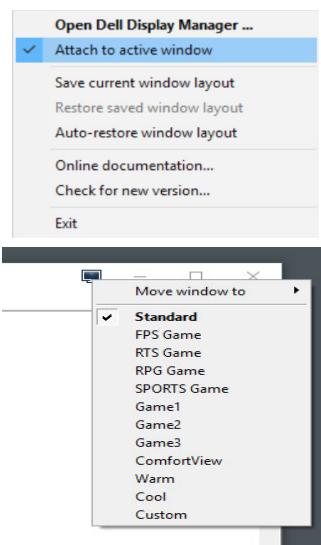 Open Dell Display Manager ...
Attach to active window
Save current window layout
Restore saved window layout
Auto-restore window layout
Online documentation...
Check for new version...
Exit
Move window to
Standard
FPS Game
RTS Game
RPG Game
SPORTS Game
Game1
Game2
Game3
ComfortView
Warm
Cool
Custom